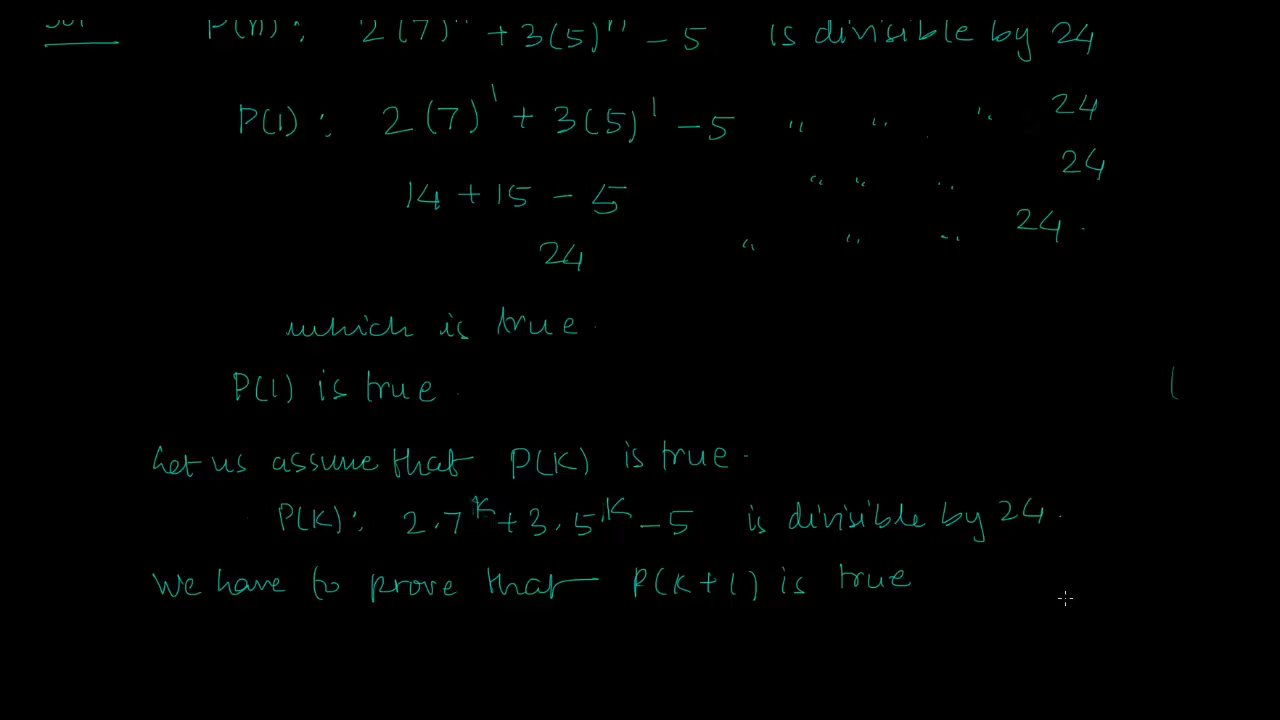 Sol
P(n): 2(7)ⁿ + 3(5)ⁿ - 5 is divisible by 24
P(1): 2(7)¹ + 3(5)¹ - 5 " " " 24
14 + 15 - 5 " " " 24
24 " " " 24.
which is true.
P(1) is true.
(
Let us assume that P(K) is true.
P(K): 2.7ᴷ + 3.5ᴷ - 5 is divisible by 24.
We have to prove that P(K+1) is true